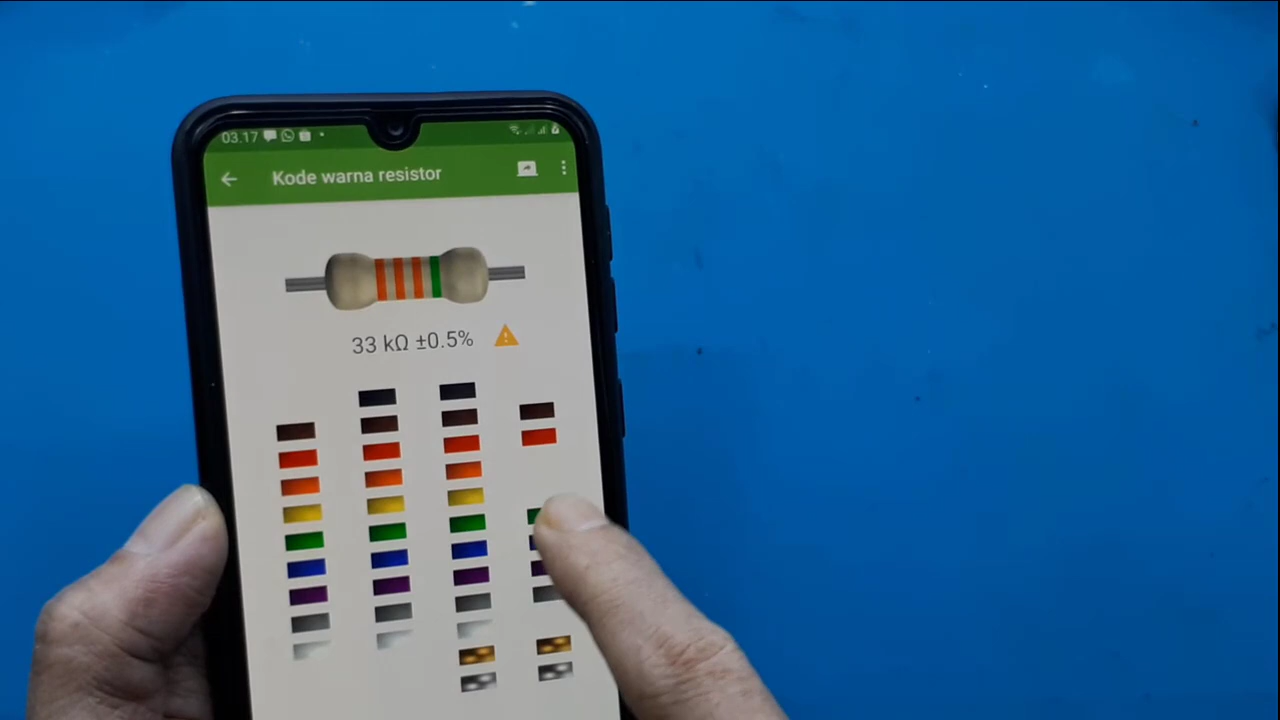 03.17
Kode warna resistor
33 kΩ ±0.5%